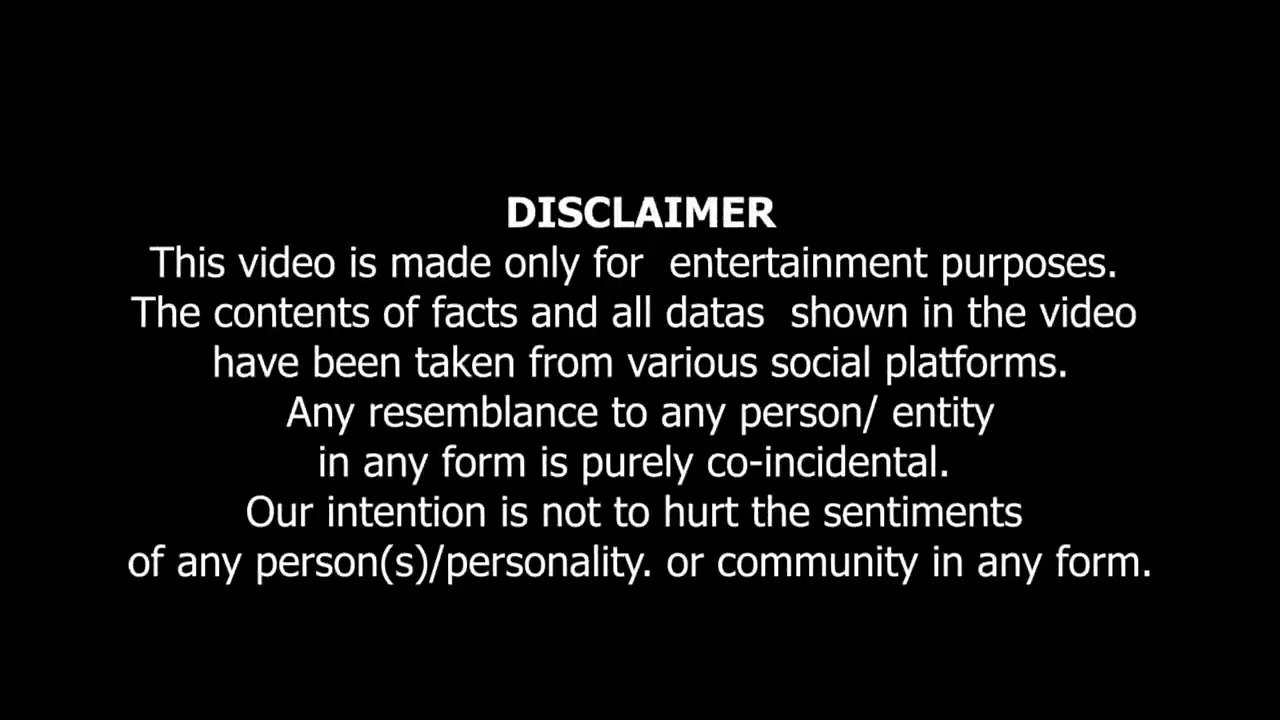 DISCLAIMER
This video is made only for  entertainment purposes.
The contents of facts and all datas  shown in the video
have been taken from various social platforms.
Any resemblance to any person/ entity
in any form is purely co-incidental.
Our intention is not to hurt the sentiments
of any person(s)/personality. or community in any form.